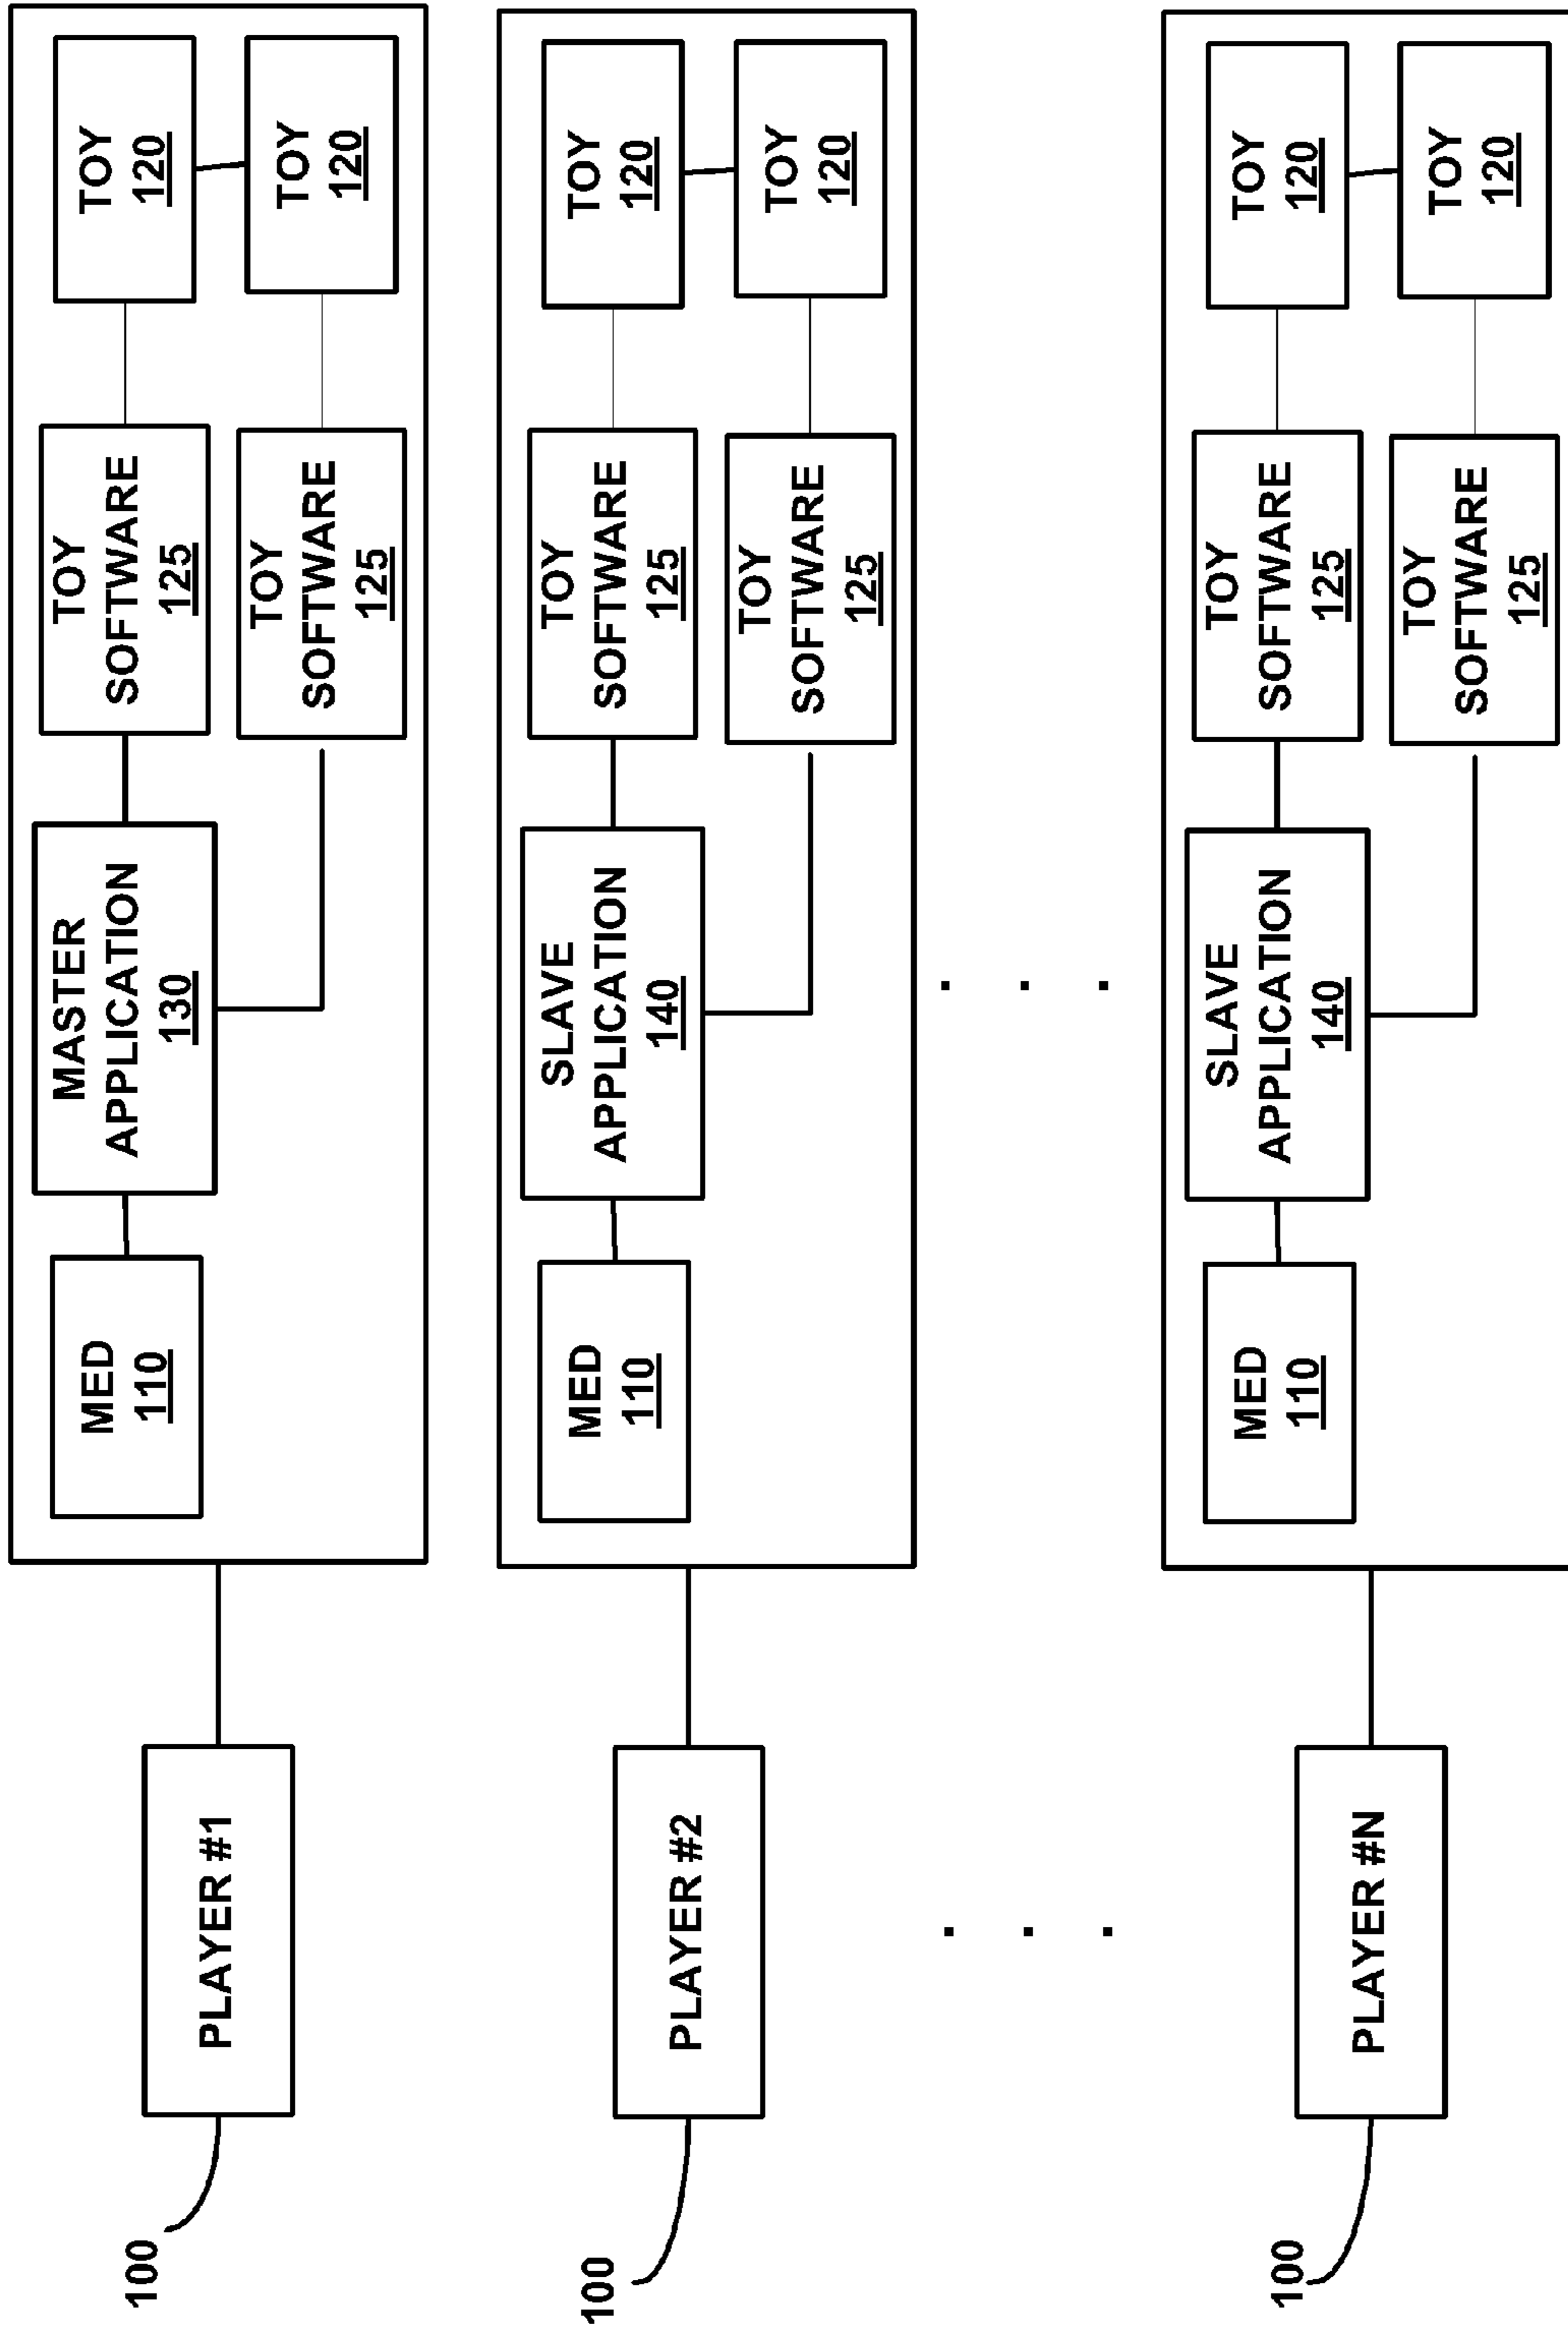 100
PLAYER #1
MED
110
MASTER
APPLICATION
130
TOY
SOFTWARE
125
TOY
120
TOY
SOFTWARE
125
TOY
120
100
PLAYER #2
MED
110
SLAVE
APPLICATION
140
TOY
SOFTWARE
125
TOY
120
TOY
SOFTWARE
125
TOY
120
100
PLAYER #N
MED
110
SLAVE
APPLICATION
140
TOY
SOFTWARE
125
TOY
120
TOY
SOFTWARE
125
TOY
120